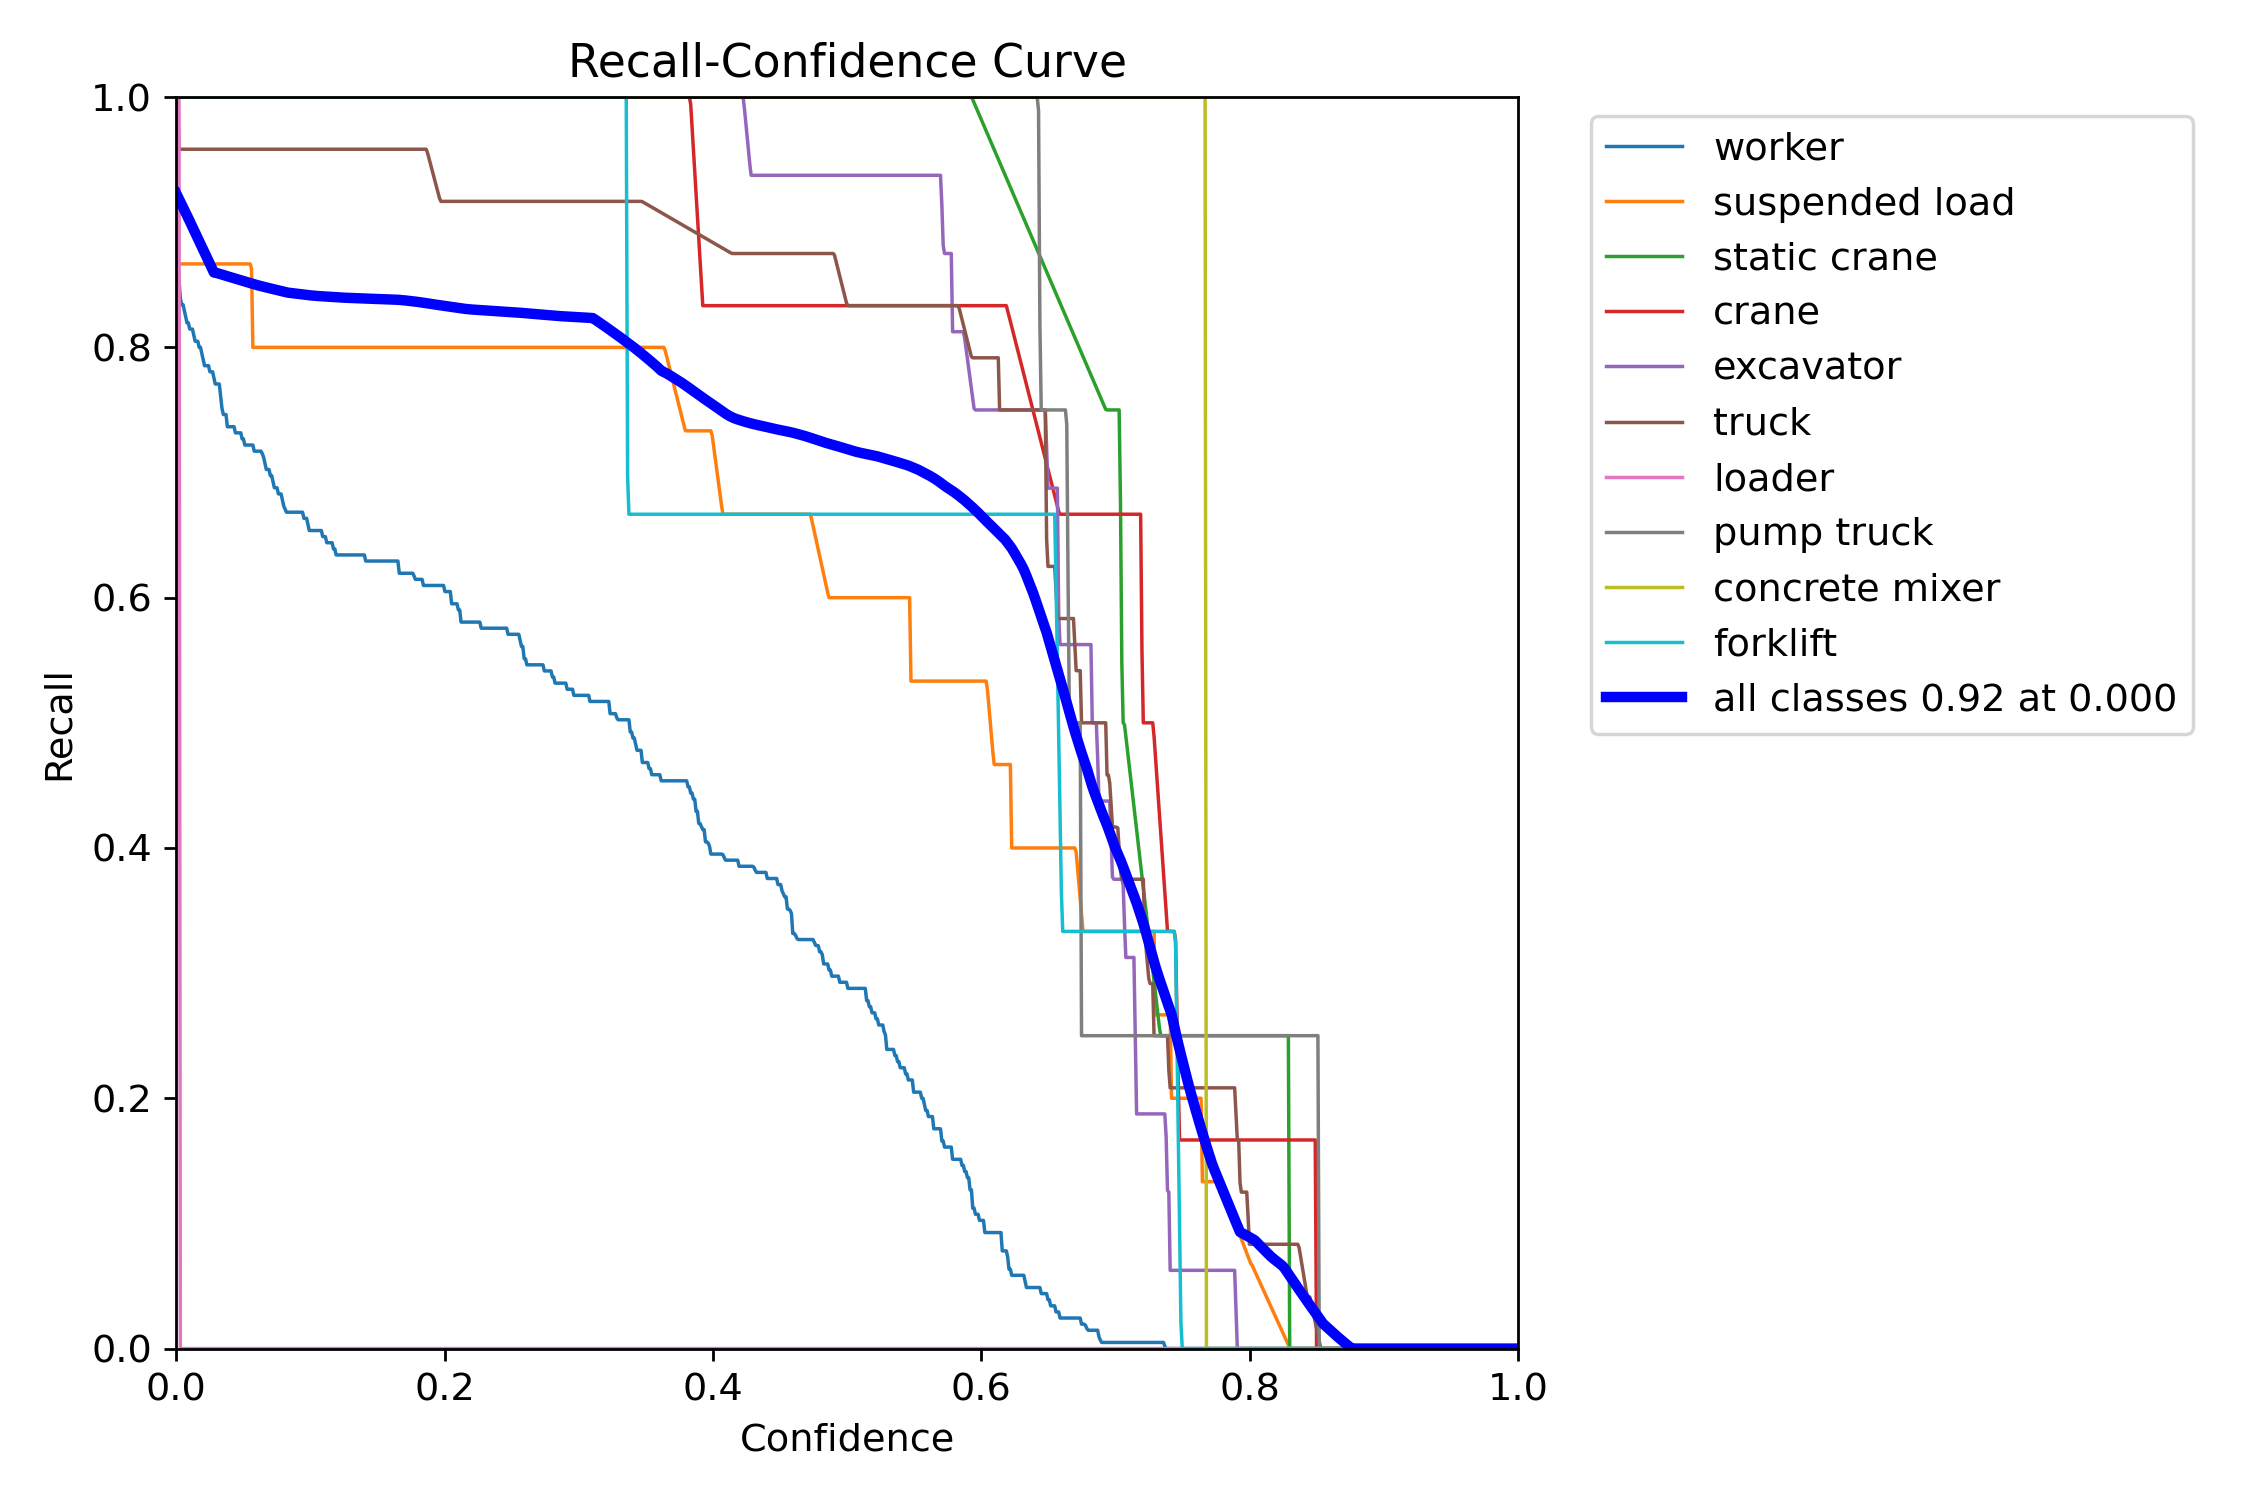 Recall-Confidence Curve
1.0
0.8
0.6
0.4
0.2
0.0
Recall
0.0 0.2 0.4 0.6 0.8 1.0
Confidence
worker
suspended load
static crane
crane
excavator
truck
loader
pump truck
concrete mixer
forklift
all classes 0.92 at 0.000